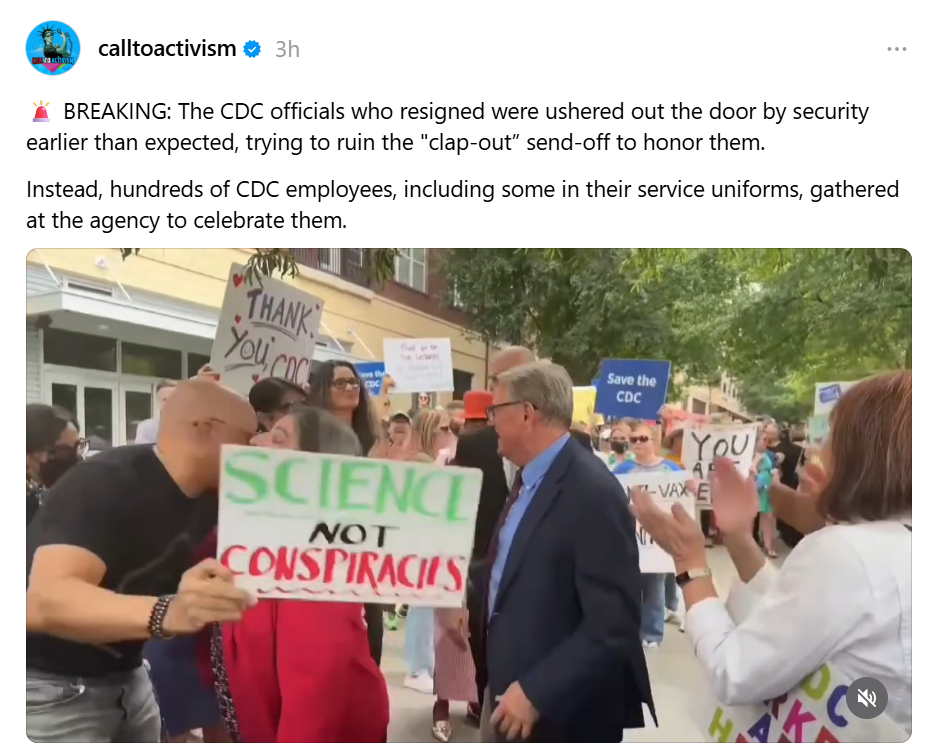 calltoactivism 3h
BREAKING: The CDC officials who resigned were ushered out the door by security
earlier than expected, trying to ruin the "clap-out” send-off to honor them.
Instead, hundreds of CDC employees, including some in their service uniforms, gathered
at the agency to celebrate them.
THANK
YOU, CDC
Save the
CDC
Save the
CDC
YOU
SCIENCE
NOT
CONSPIRACIES